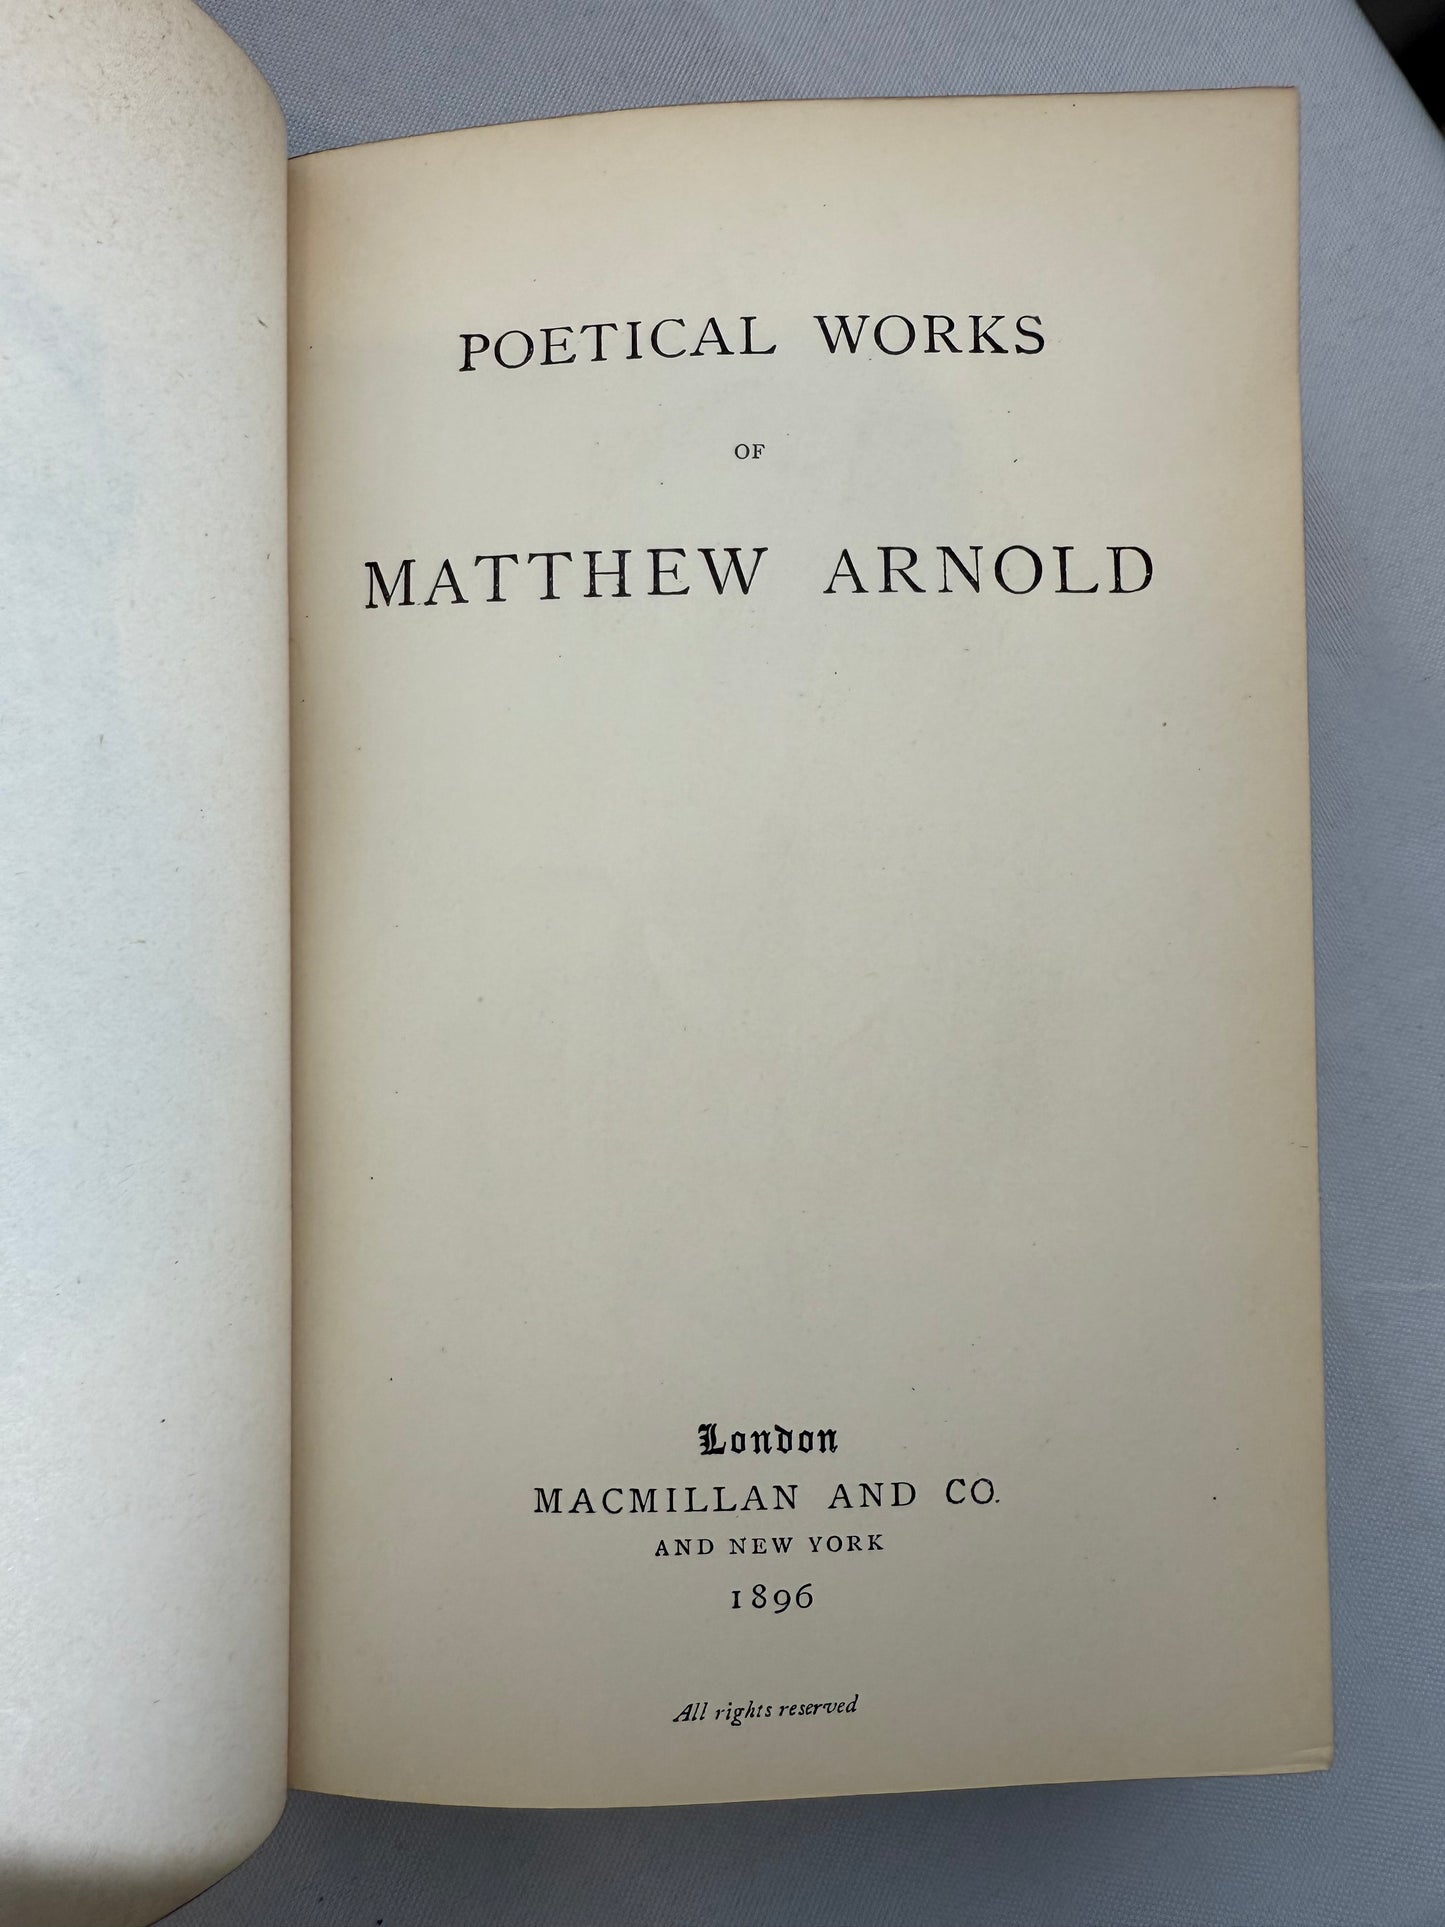 POETICAL WORKS
OF
MATTHEW ARNOLD
London
MACMILLAN AND CO.
AND NEW YORK
1896
All rights reserved